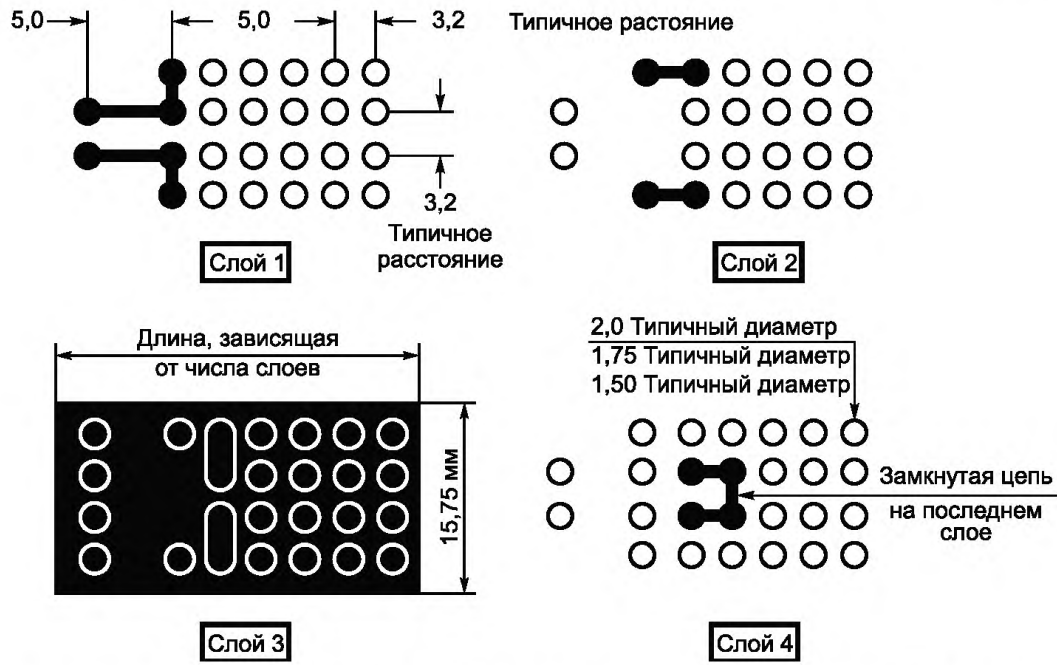 5,0
5,0
3,2
Типичное растояние
3,2
Типичное
расстояние
Слой 1
Слой 2
Длина, зависящая
от числа слоев
15,75 мм
2,0 Типичный диаметр
1,75 Типичный диаметр
1,50 Типичный диаметр
Замкнутая цепь
на последнем
слое
Слой 3
Слой 4